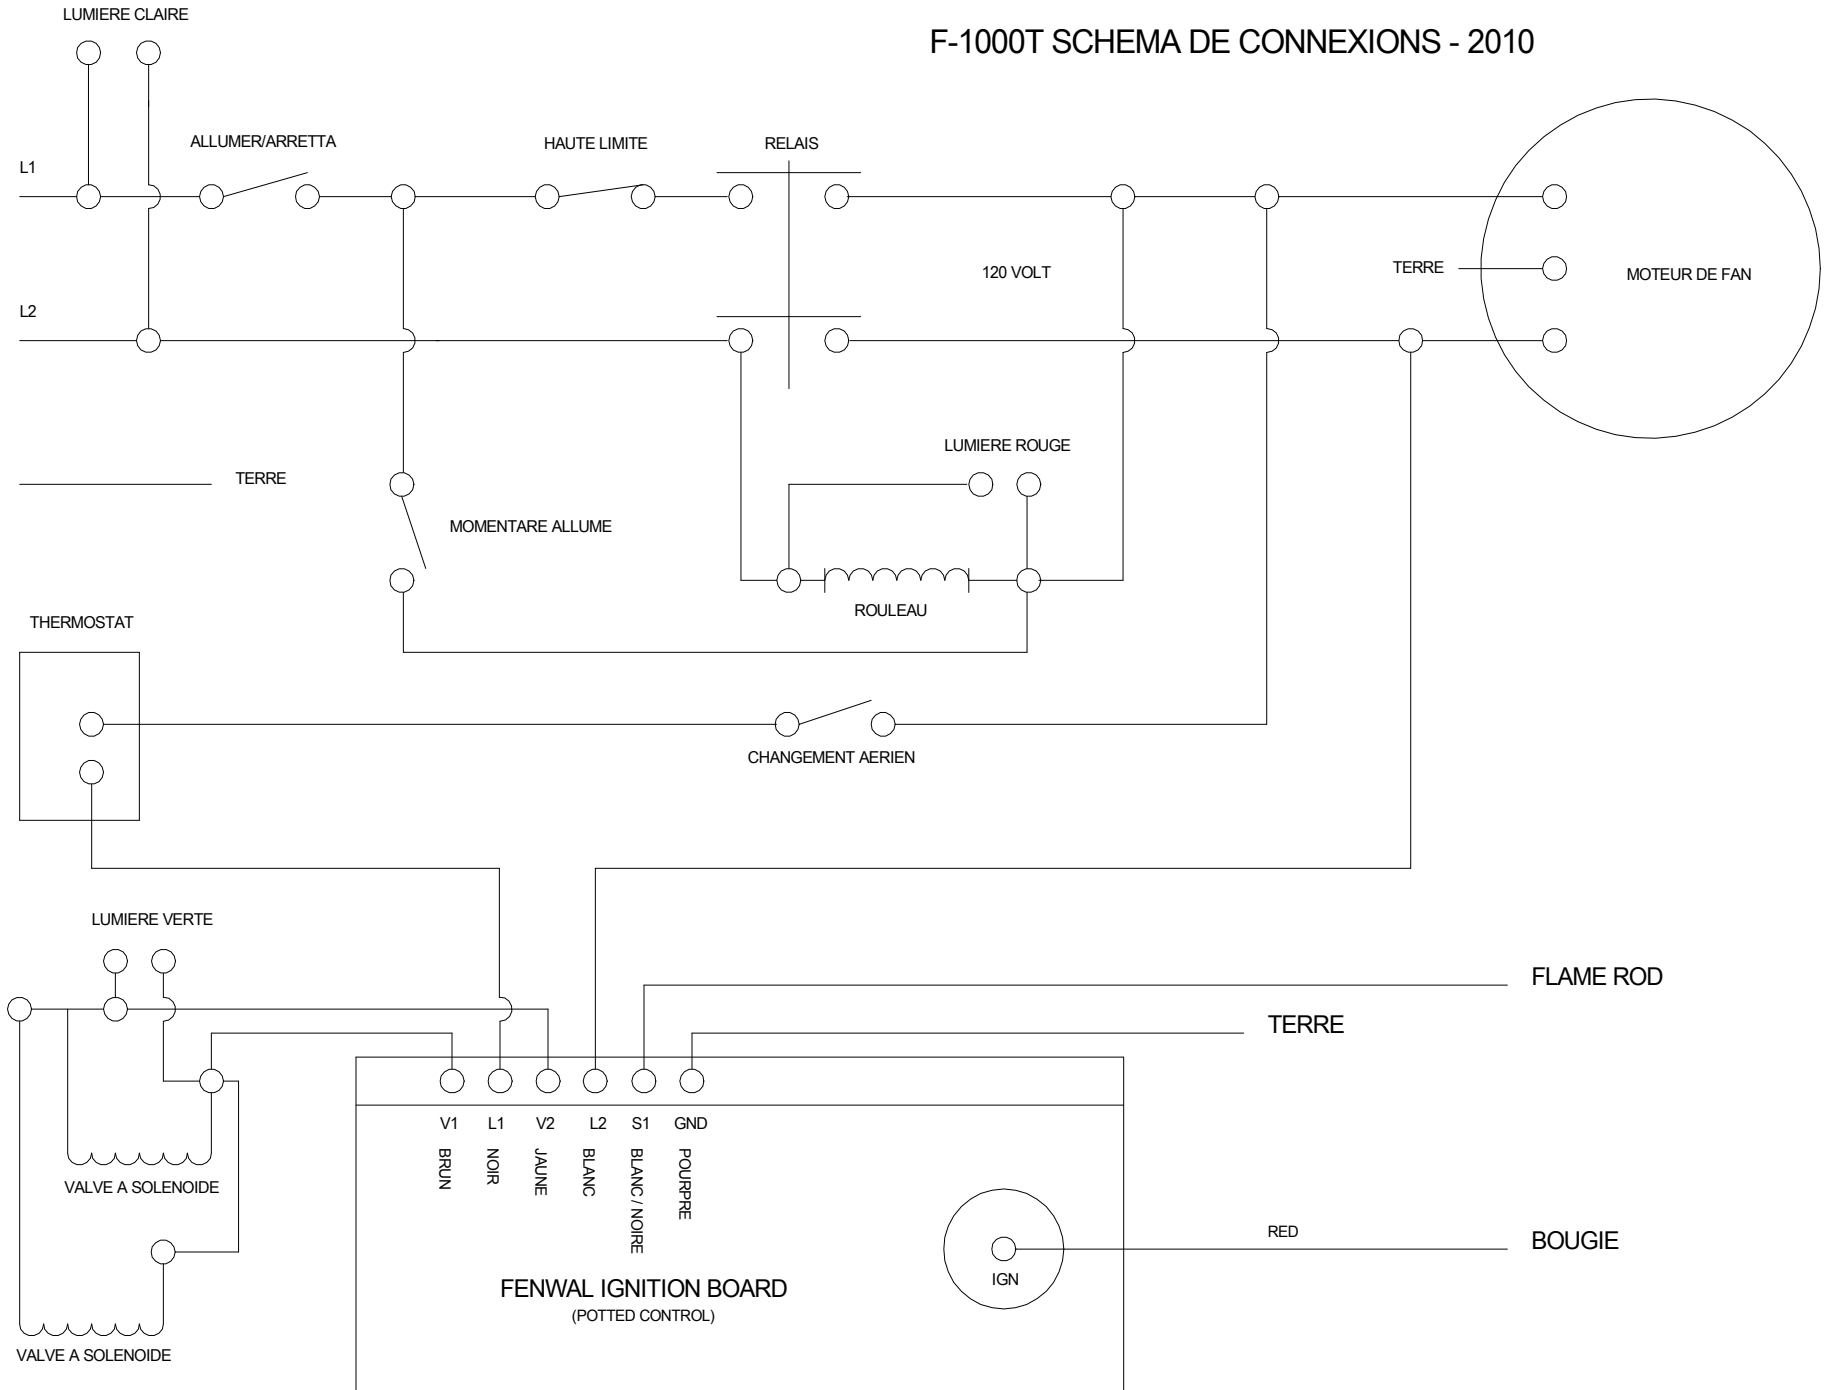 LUMIERE CLAIRE
F-1000T SCHEMA DE CONNEXIONS - 2010
ALLUMER/ARRETTA
HAUTE LIMITE
RELAIS
L1
120 VOLT
TERRE
MOTEUR DE FAN
L2
LUMIERE ROUGE
TERRE
MOMENTARE ALLUME
ROULEAU
THERMOSTAT
CHANGEMENT AERIEN
LUMIERE VERTE
FLAME ROD
TERRE
V1
L1
V2
L2
S1
GND
BRUN
NOIR
JAUNE
BLANC
BLANC / NOIRE
POURPRE
VALVE A SOLENOIDE
RED
BOUGIE
IGN
FENWAL IGNITION BOARD
(POTTED CONTROL)
VALVE A SOLENOIDE